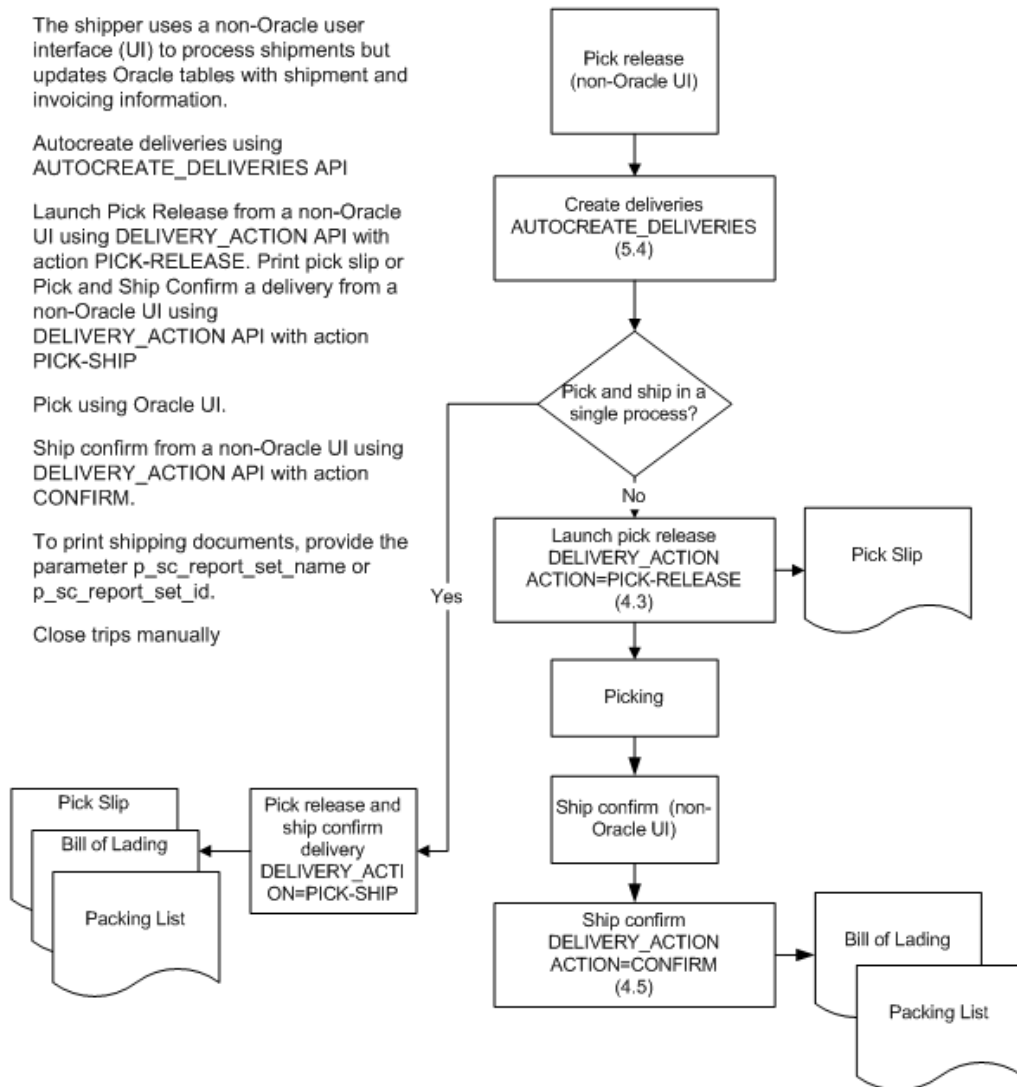 The shipper uses a non-Oracle user
interface (UI) to process shipments but
updates Oracle tables with shipment and
invoicing information.
Autocreate deliveries using
AUTOCREATE_DELIVERIES API
Launch Pick Release from a non-Oracle
UI using DELIVERY_ACTION API with
action PICK-RELEASE. Print pick slip or
Pick and Ship Confirm a delivery from a
non-Oracle UI using
DELIVERY_ACTION API with action
PICK-SHIP
Pick using Oracle UI.
Ship confirm from a non-Oracle UI using
DELIVERY_ACTION API with action
CONFIRM.
To print shipping documents, provide the
parameter p_sc_report_set_name or
p_sc_report_set_id.
Close trips manually
Pick release
(non-Oracle UI)
Create deliveries
AUTOCREATE_DELIVERIES
(5.4)
Pick and ship in a
single process?
No
Yes
Launch pick release
DELIVERY_ACTION
ACTION=PICK-RELEASE
(4.3)
Pick Slip
Picking
Ship confirm (non-
Oracle UI)
Ship confirm
DELIVERY_ACTION
ACTION=CONFIRM
(4.5)
Bill of Lading
Packing List
Pick release and
ship confirm
delivery
DELIVERY_ACTI
ON=PICK-SHIP
Pick Slip
Bill of Lading
Packing List